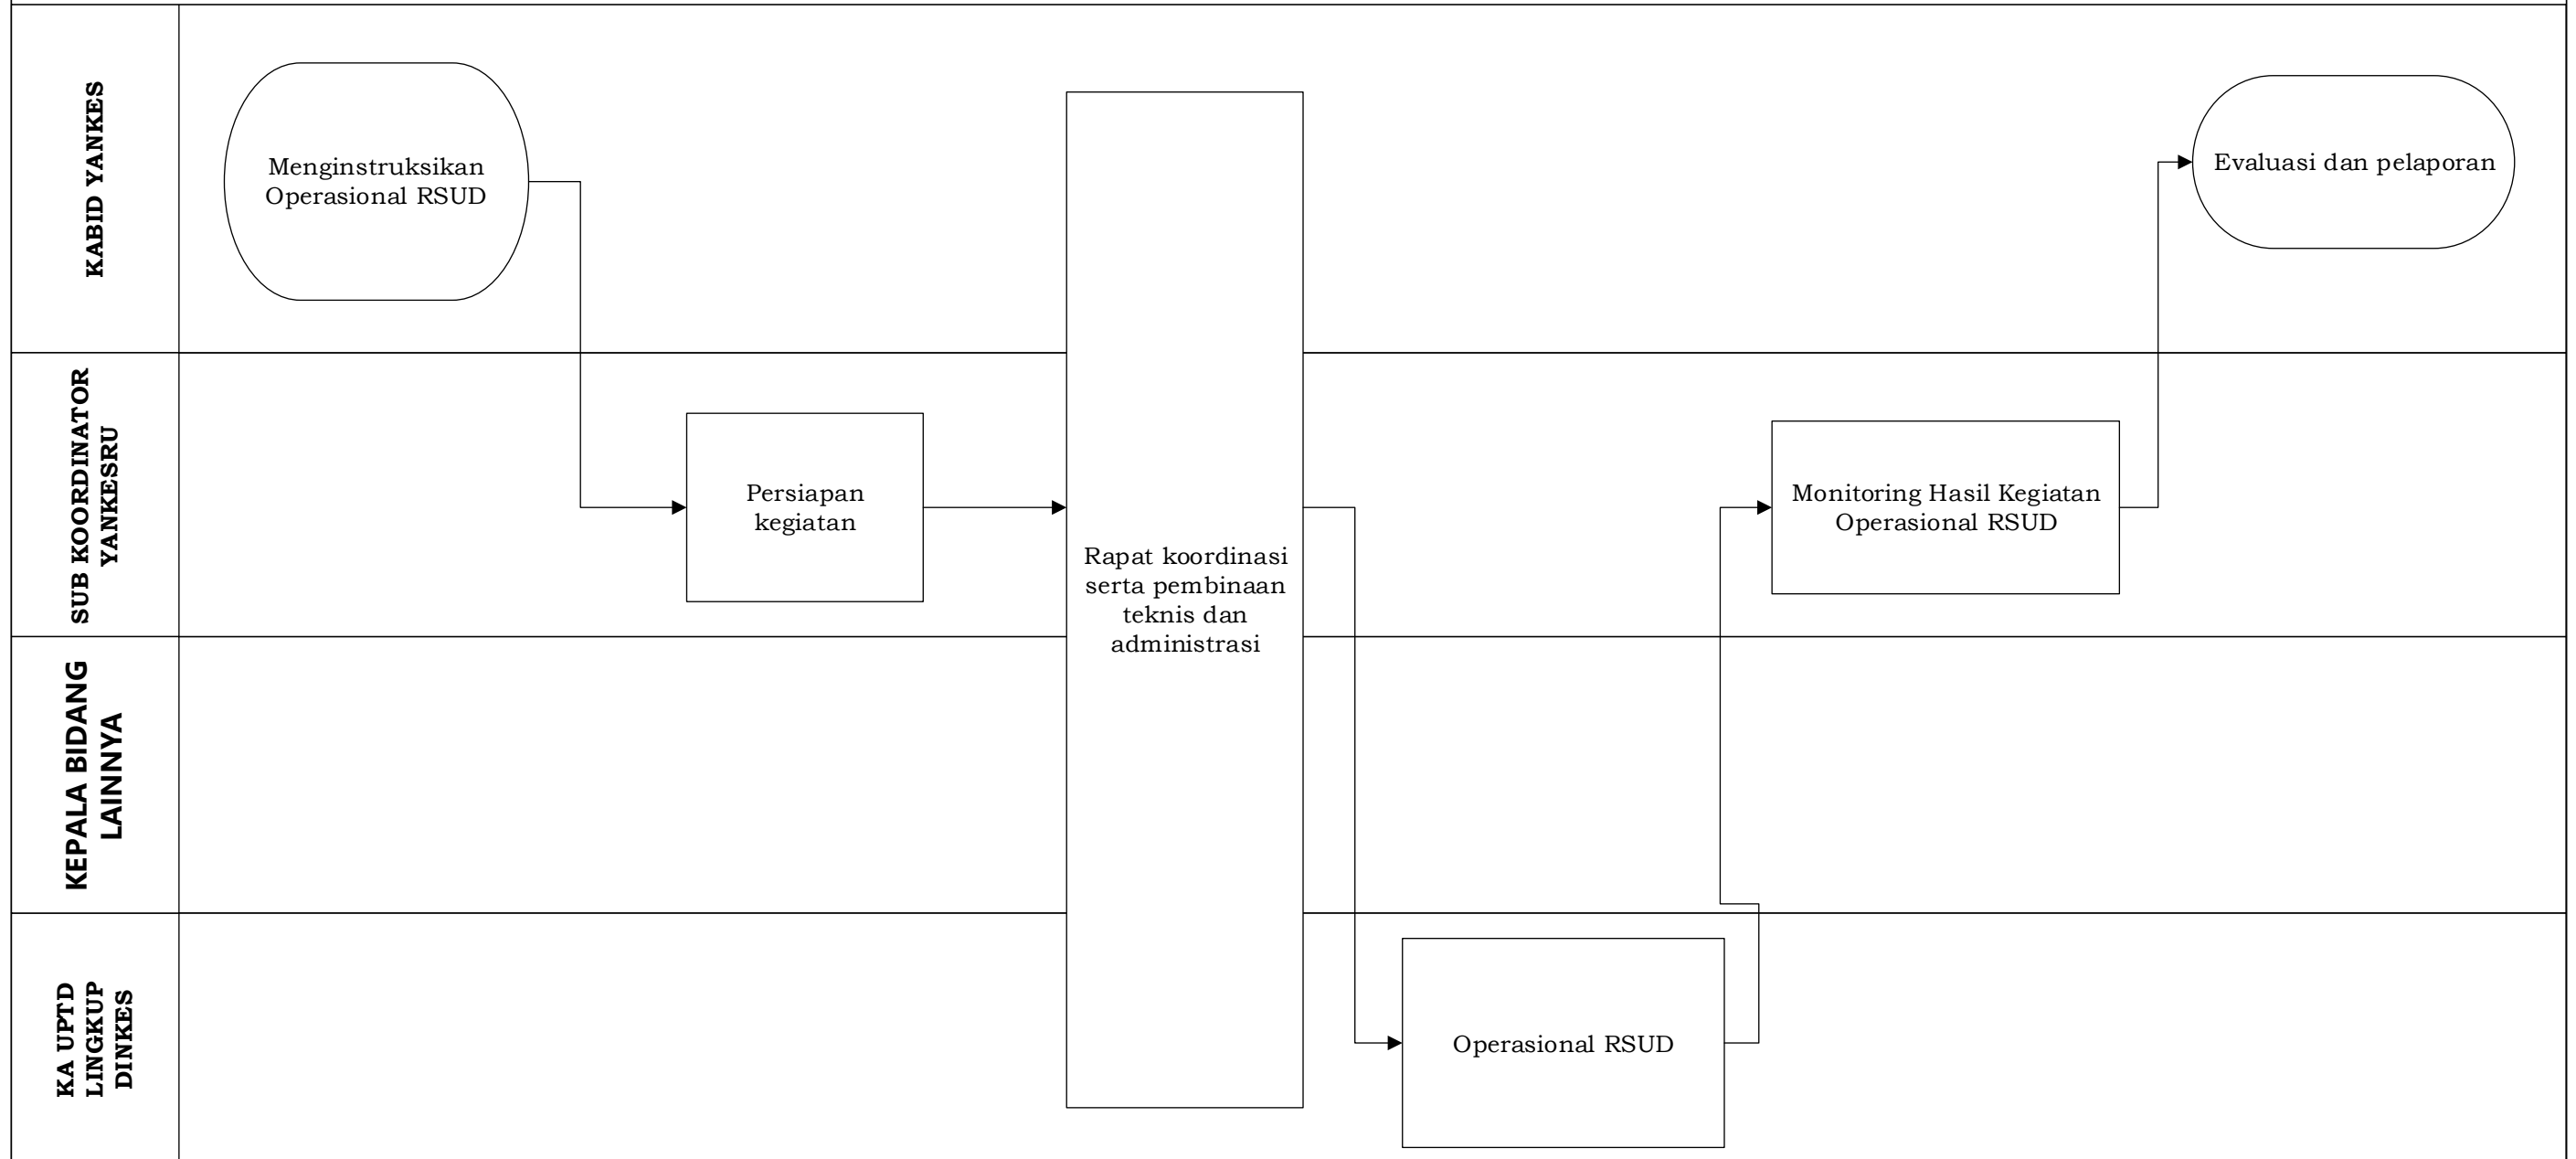 KABID YANKES
Menginstruksikan
Operasional RSUD
Evaluasi dan pelaporan
SUB KOORDINATOR
YANKESRU
Persiapan
kegiatan
Rapat koordinasi
serta pembinaan
teknis dan
administrasi
Monitoring Hasil Kegiatan
Operasional RSUD
KEPALA BIDANG
LAINNYA
KA UPTD
LINGKUP
DINKES
Operasional RSUD